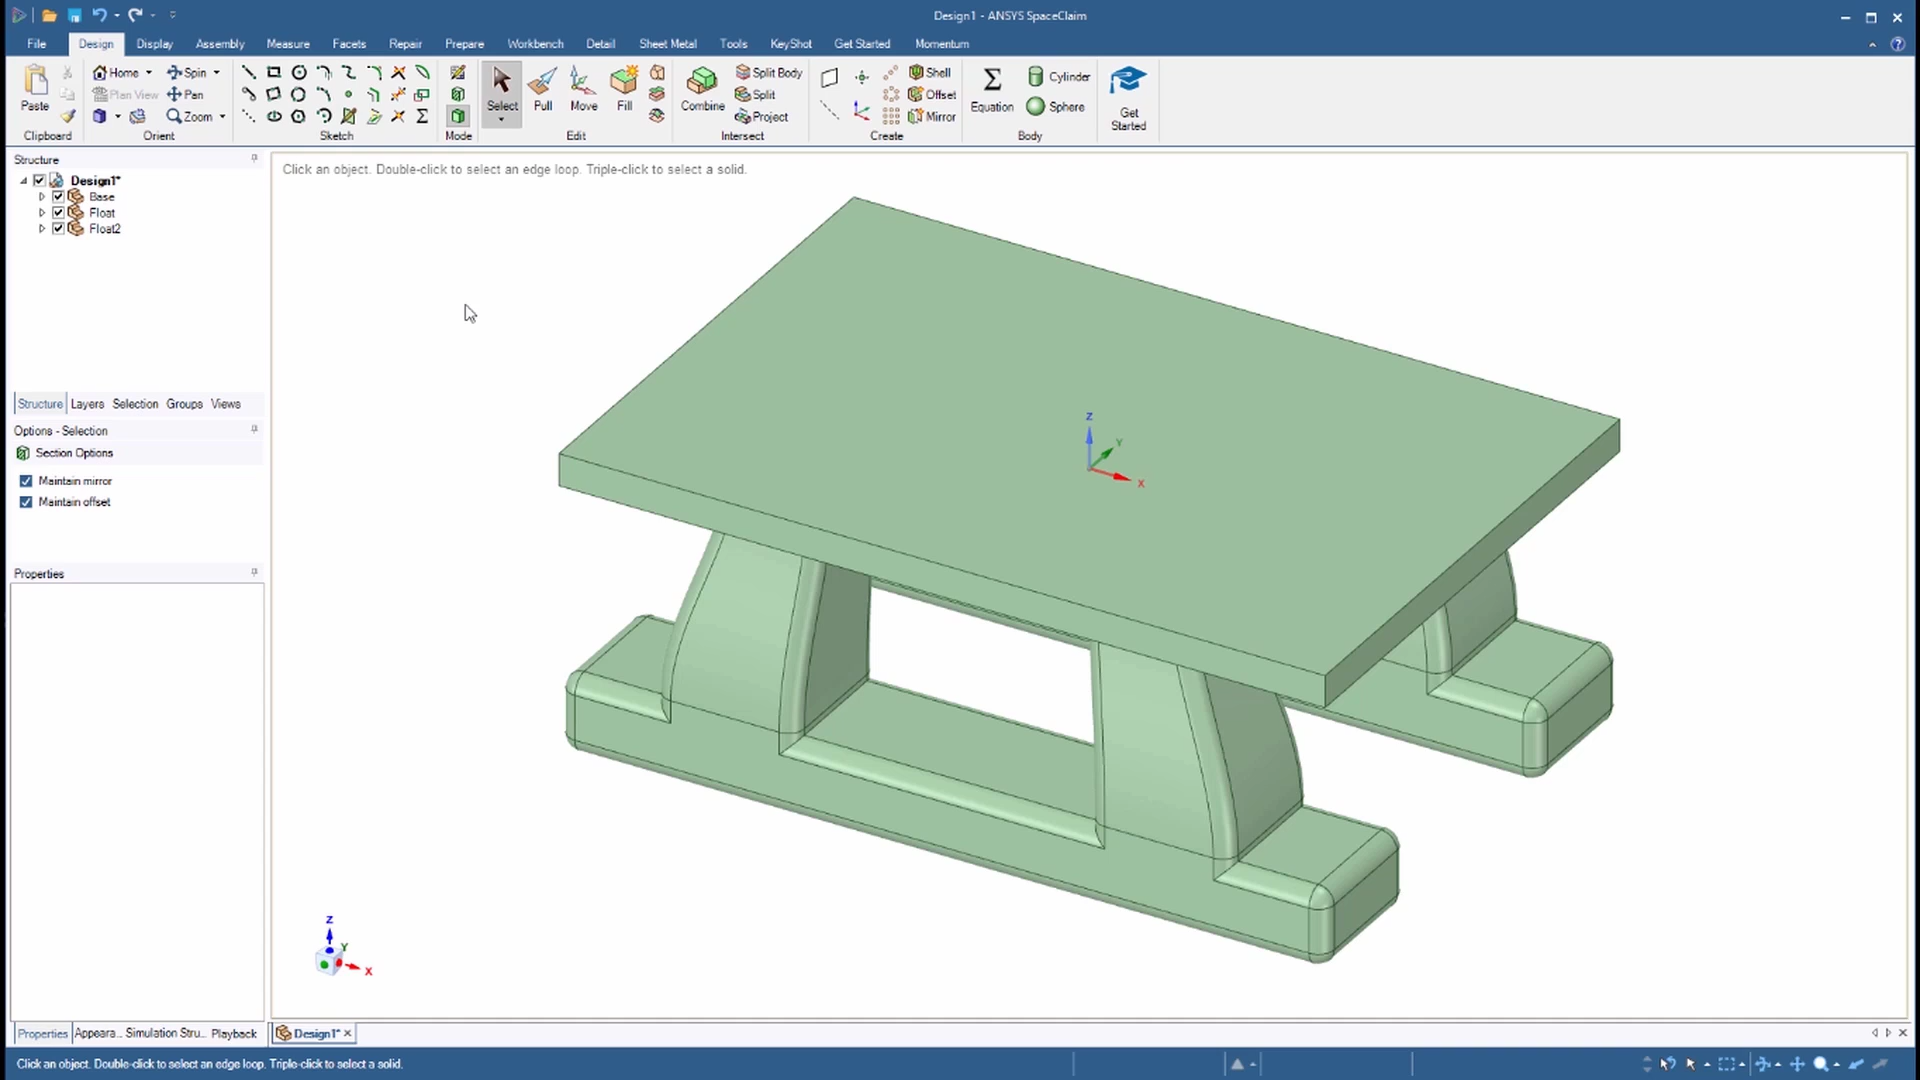 Design1 - ANSYS SpaceClaim
File Design Display Assembly Measure Facets Repair Prepare Workbench Detail Sheet Metal Tools KeyShot Get Started Momentum
Paste
Clipboard
Home Spin
Plan View Pan
Zoom
Orient
Sketch
Mode
Select Pull Move Fill
Edit
Combine Split Body
Split
Project
Intersect
Shell
Offset
Mirror
Create
Equation Cylinder
Sphere
Body
Get
Started
Structure
Design1*
Base
Float
Float2
Structure Layers Selection Groups Views
Options - Selection
Section Options
Maintain mirror
Maintain offset
Properties
Click an object. Double-click to select an edge loop. Triple-click to select a solid.
Z
Y
X
Z
Y
X
Properties Appeara... Simulation Stru... Playback
Design1*
Click an object. Double-click to select an edge loop. Triple-click to select a solid.